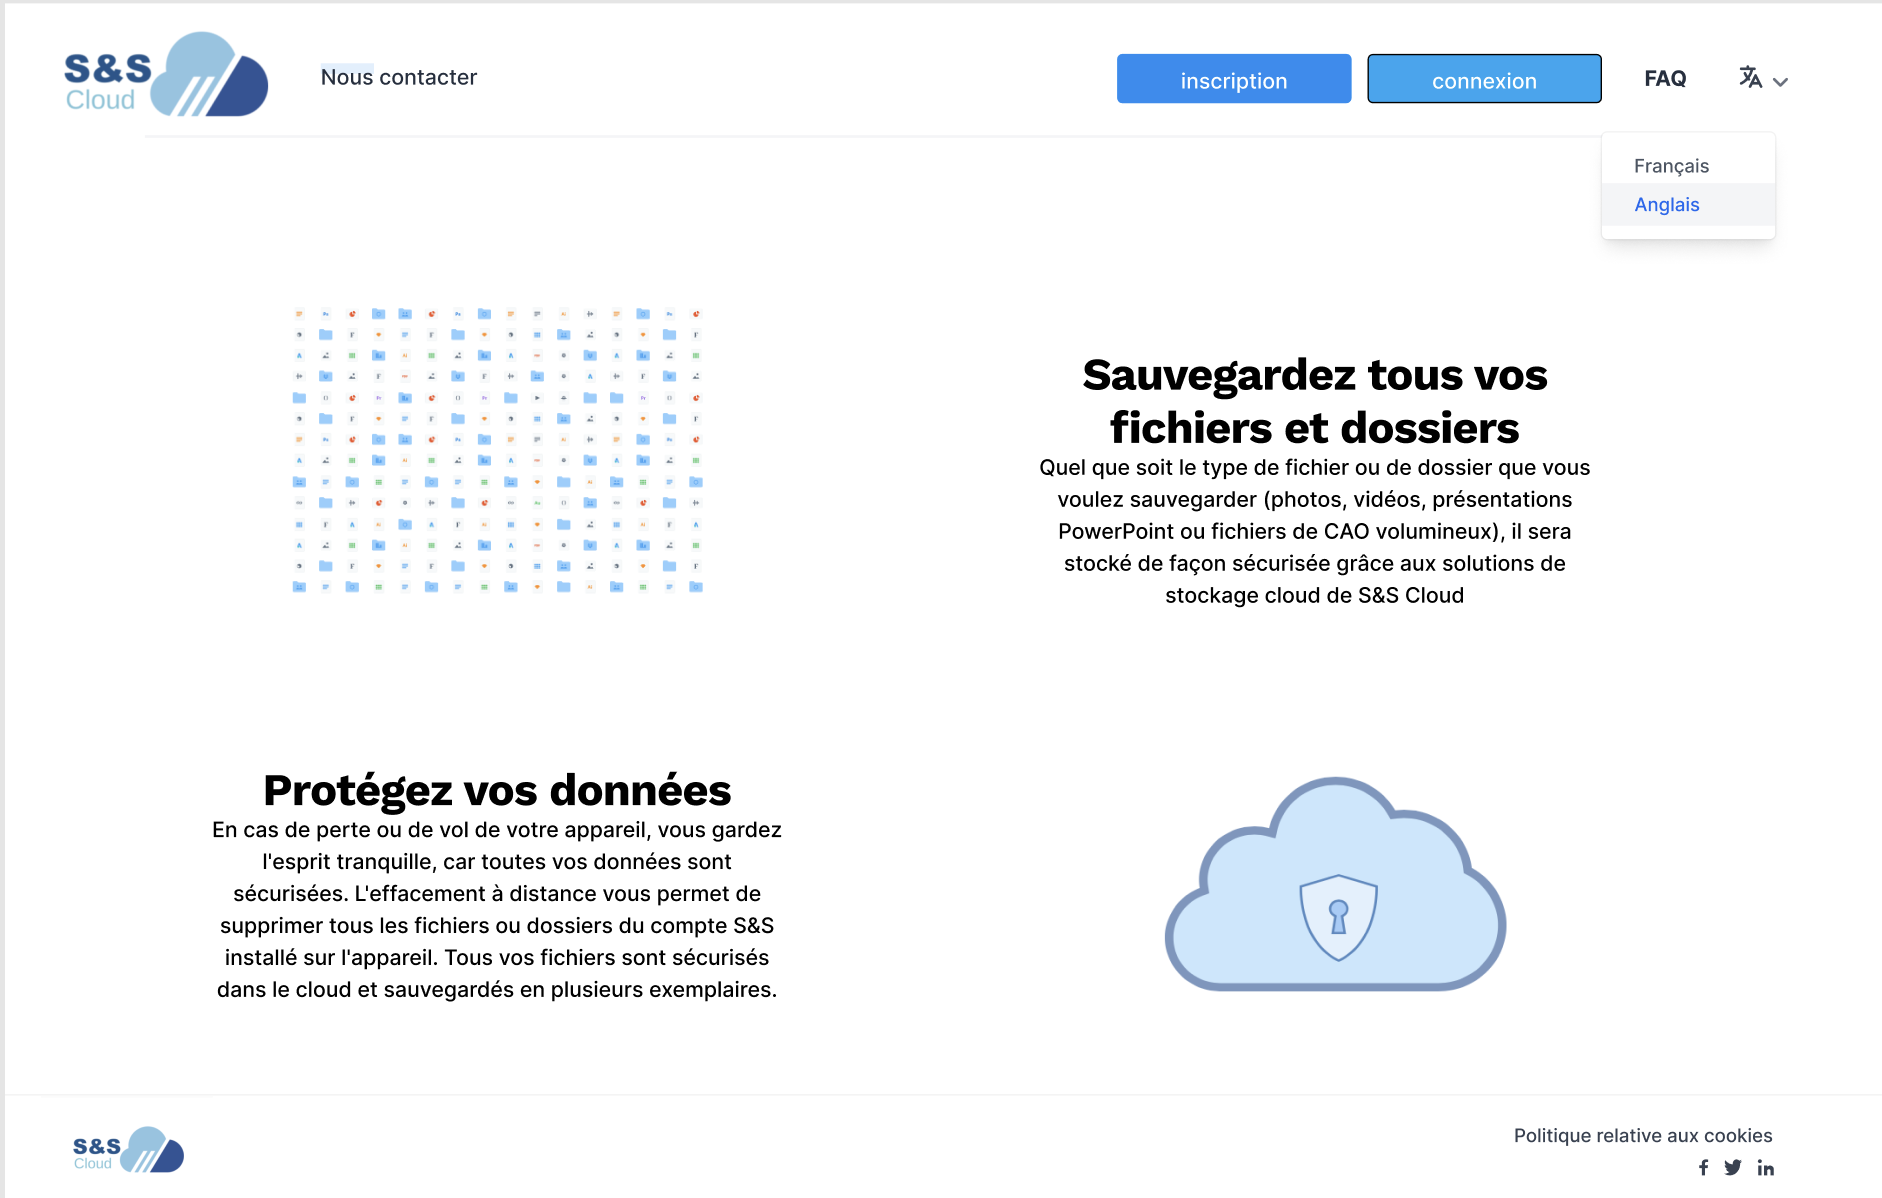 S&S
Cloud
Nous contacter
inscription
connexion
FAQ
Français
Anglais
Sauvegardez tous vos
fichiers et dossiers
Quel que soit le type de fichier ou de dossier que vous
voulez sauvegarder (photos, vidéos, présentations
PowerPoint ou fichiers de CAO volumineux), il sera
stocké de façon sécurisée grâce aux solutions de
stockage cloud de S&S Cloud
Protégez vos données
En cas de perte ou de vol de votre appareil, vous gardez
l'esprit tranquille, car toutes vos données sont
sécurisées. L'effacement à distance vous permet de
supprimer tous les fichiers ou dossiers du compte S&S
installé sur l'appareil. Tous vos fichiers sont sécurisés
dans le cloud et sauvegardés en plusieurs exemplaires.
S&S
Cloud
Politique relative aux cookies